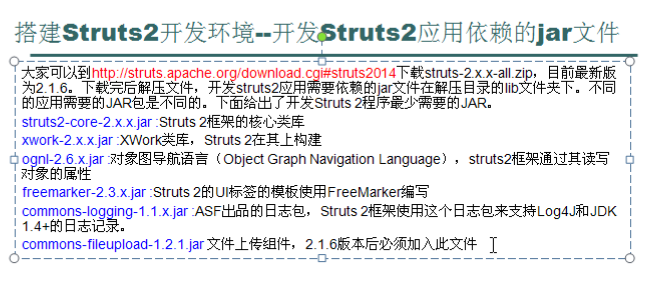 搭建Struts2开发环境--开发Struts2应用依赖的jar文件
大家可以到http://struts.apache.org/download.cgi#struts2014下载struts-2.x.x-all.zip，目前最新版
为2.1.6。下载完后解压文件，开发struts2应用需要依赖的jar文件在解压目录的lib文件夹下。不同
的应用需要的JAR包是不同的。下面给出了开发Struts 2程序最少需要的JAR。
struts2-core-2.x.x.jar :Struts 2框架的核心类库
xwork-2.x.x.jar :XWork类库，Struts 2在其上构建
ognl-2.6.x.jar :对象图导航语言（Object Graph Navigation Language），struts2框架通过其读写
对象的属性
freemarker-2.3.x.jar :Struts 2的UI标签的模板使用FreeMarker编写
commons-logging-1.1.x.jar :ASF出品的日志包，Struts 2框架使用这个日志包来支持Log4J和JDK
1.4+的日志记录。
commons-fileupload-1.2.1.jar 文件上传组件，2.1.6版本后必须加入此文件